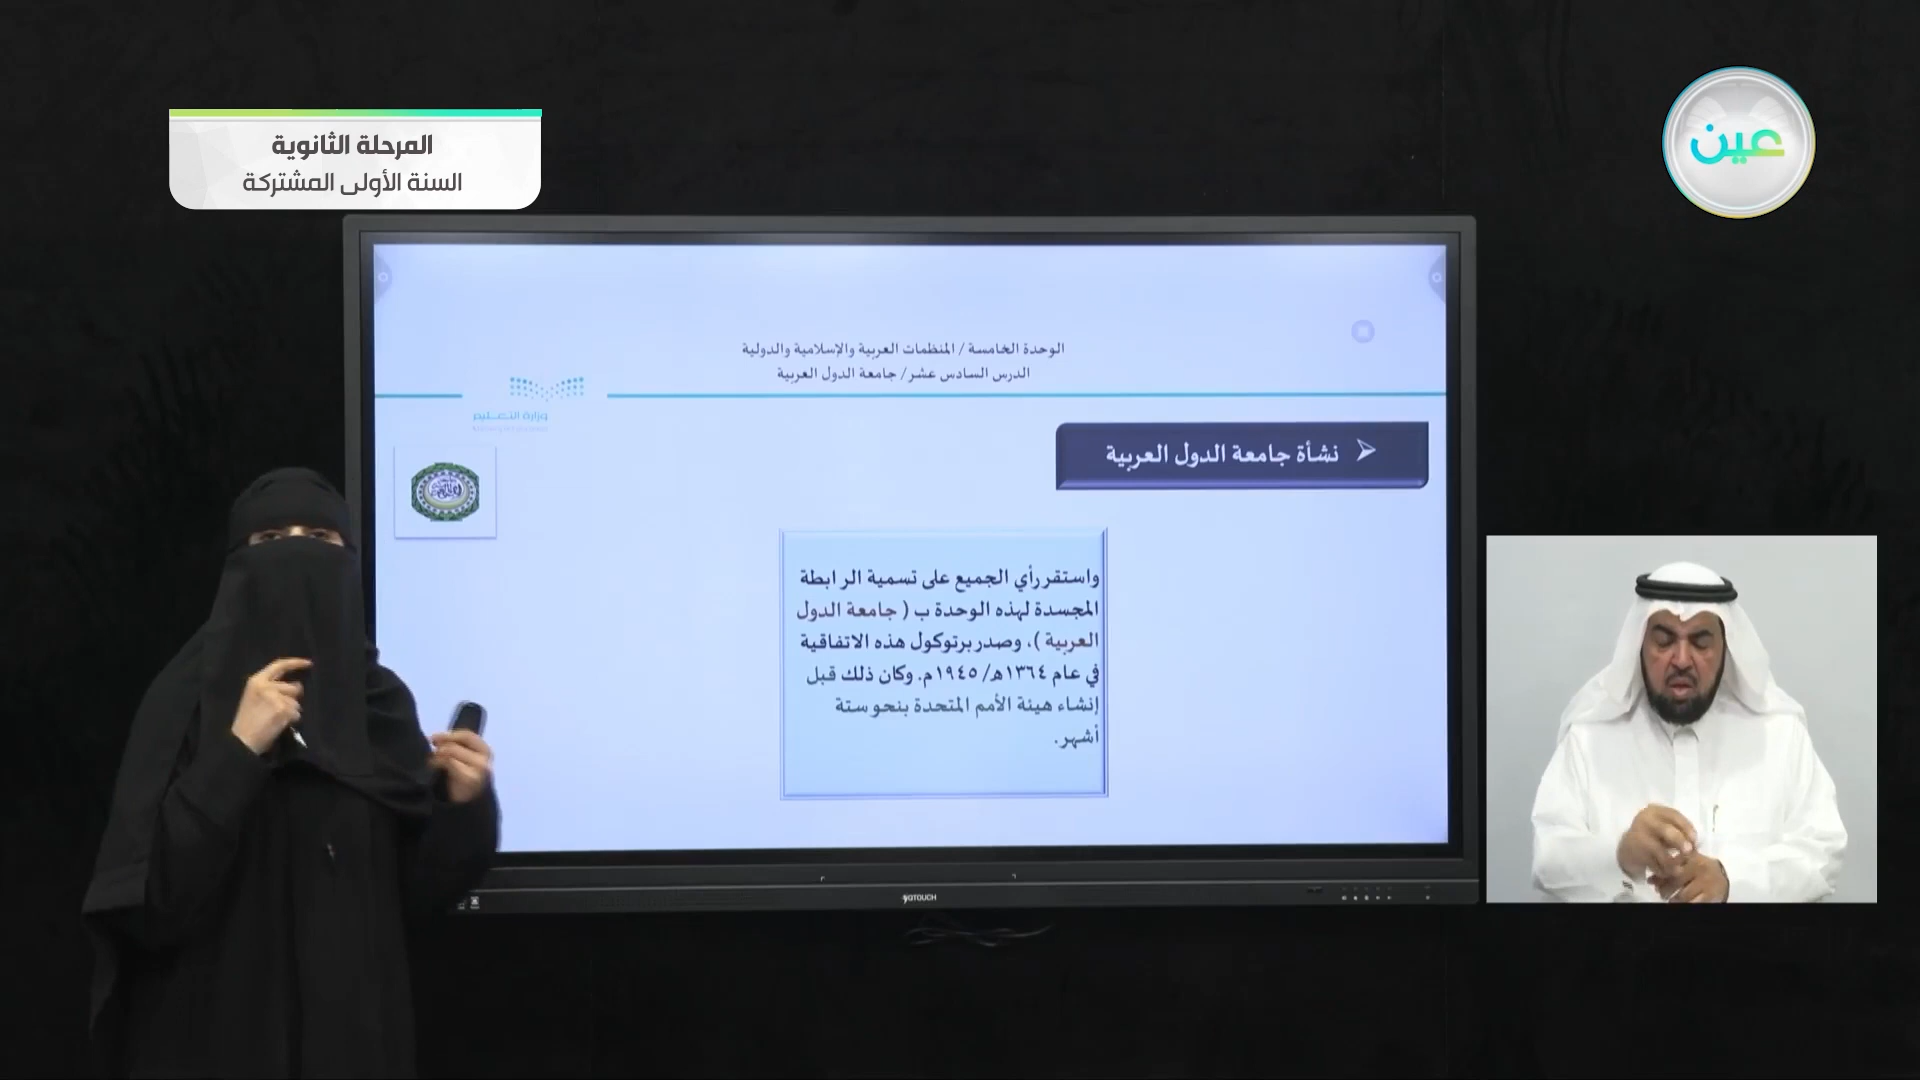 المرحلة الثانوية
السنة الأولى المشتركة
عين
الوحدة الخامسة / المنظمات العربية والإسلامية والدولية
الدرس السادس عشر/ جامعة الدول العربية
وزارة التعليم
نشأة جامعة الدول العربية
واستقر رأي الجميع على تسمية الرابطة
المجسدة لهذه الوحدة ب ( جامعة الدول
العربية )، وصدر برتوكول هذه الاتفاقية
في عام ١٣٦٤هـ/ ١٩٤٥م. وكان ذلك قبل
إنشاء هيئة الأمم المتحدة بنحو ستة
أشهر.
IQTOUCH